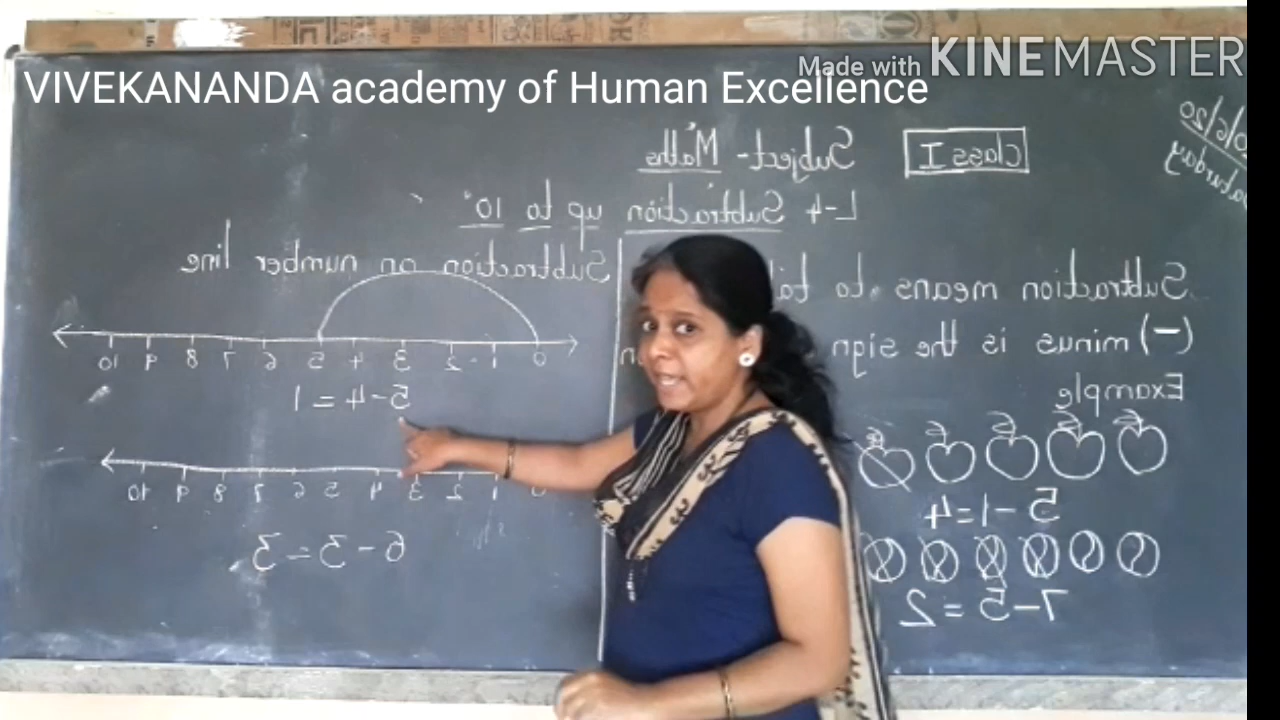 Made with KINEMASTER
VIVEKANANDA academy of Human Excellence
/6/20
Saturday
Class I
Subject- Maths
L-4 Subtraction up to 10
Subtraction means to
(-) minus is the sign
Example
5-1=4
7-5=2
Subtraction on number line
0 1 2 3 4 5 6 7 8 9 10
5-4=1
0 1 2 3 4 5 6 7 8 9 10
6-3=3